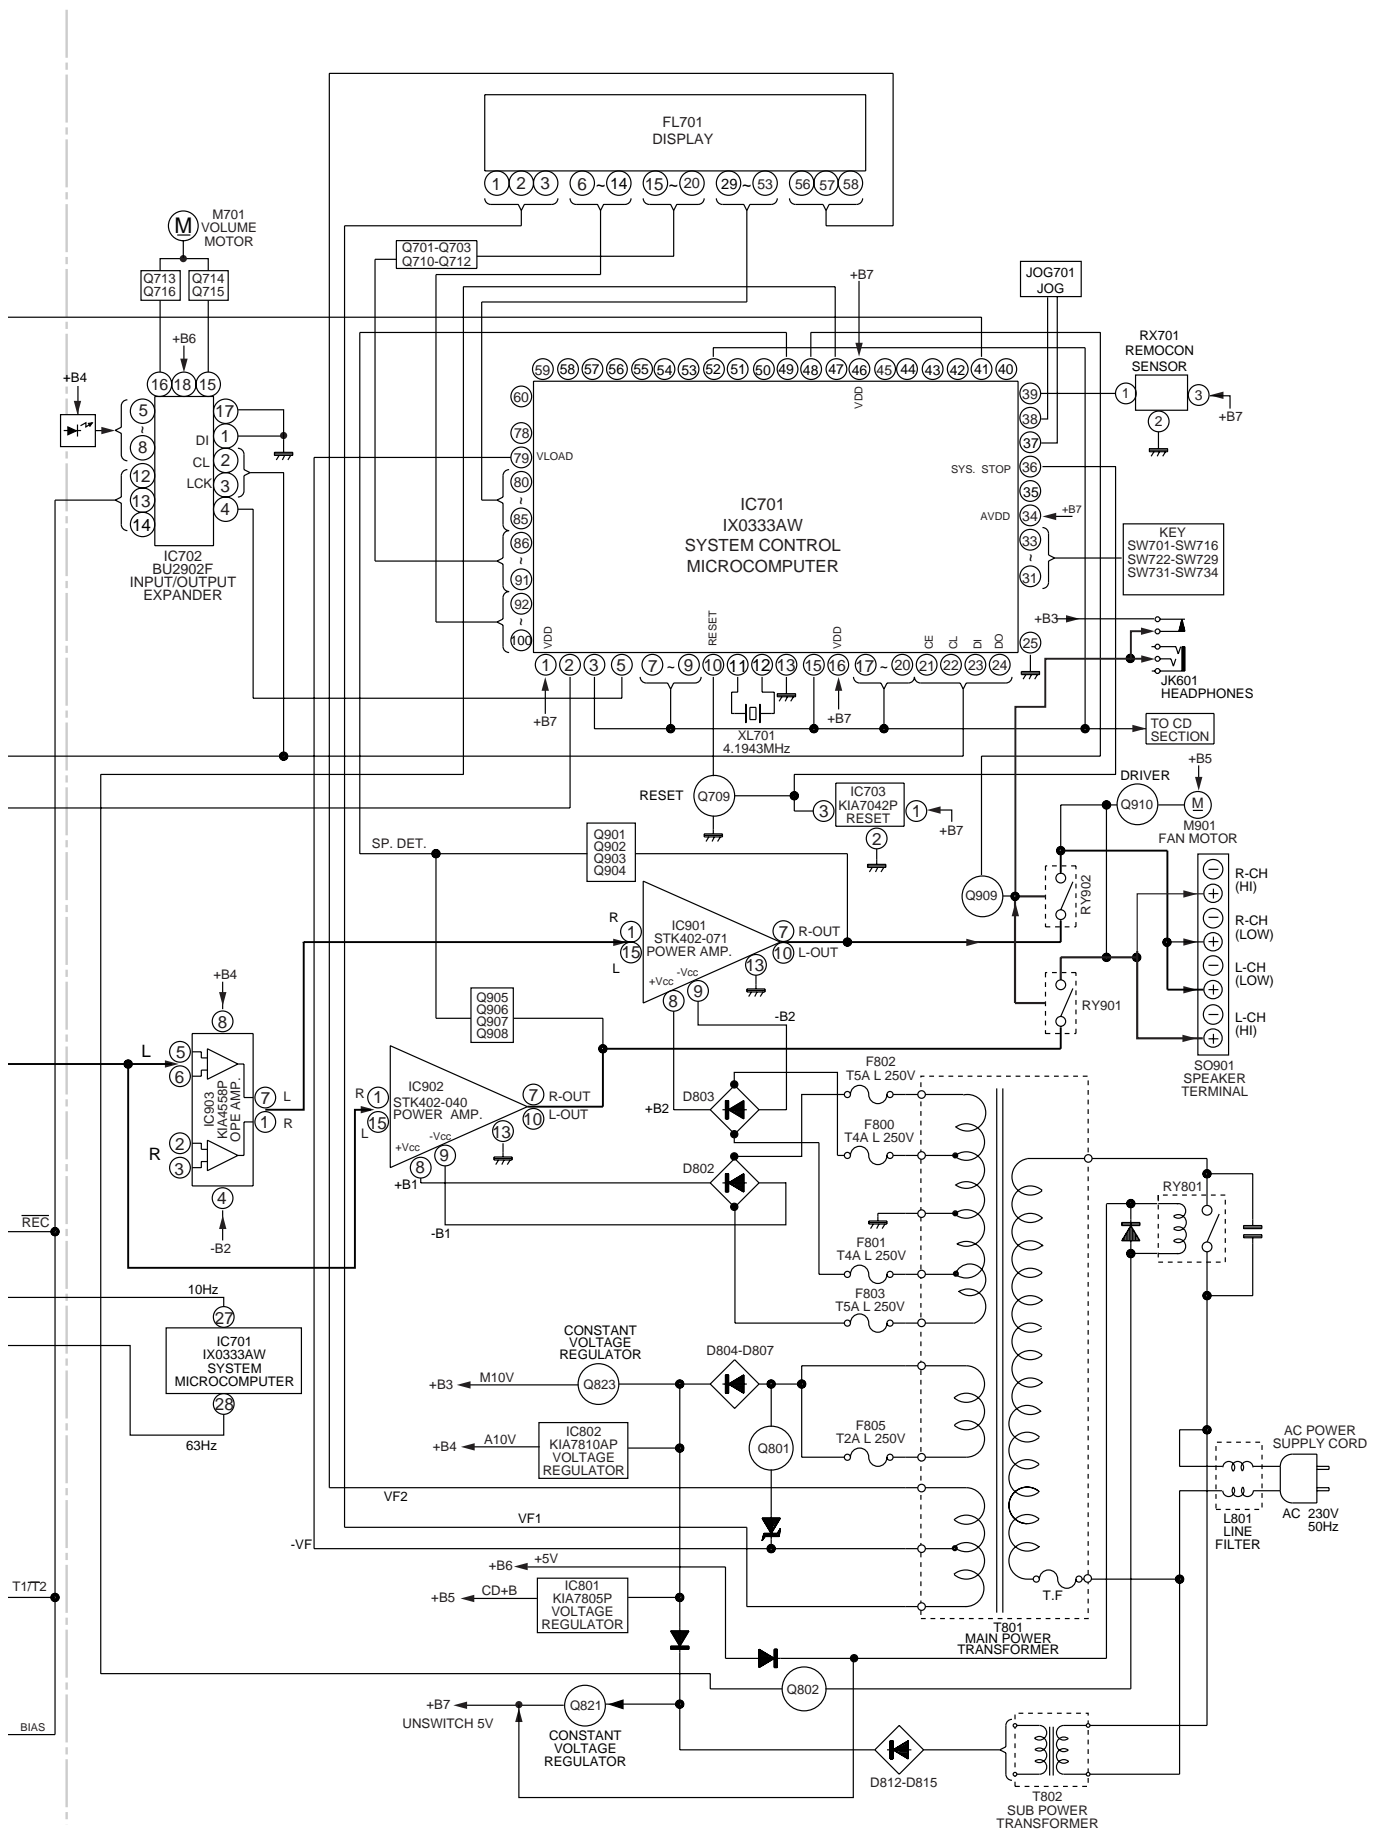 FL701
DISPLAY
1 2 3 6 ~ 14 15 ~ 20 29 ~ 53 56 57 58
M701
VOLUME
MOTOR
M
Q701-Q703
Q710-Q712
Q713
Q716
Q714
Q715
+B7
JOG701
JOG
RX701
REMOCON
SENSOR
1
3
2
+B7
+B6
+B4
16 18 15
5
~
8
12
13
14
17
1
2
3
4
DI
CL
LCK
IC702
BU2902F
INPUT/OUTPUT
EXPANDER
59 58 57 56 55 54 53 52 51 50 49 48 47 46 45 44 43 42 41 40
VDD
60
78
79
VLOAD
80
~
85
86
~
91
92
~
100
39
38
37
36
SYS. STOP
35
34
AVDD
+B7
33
~
31
25
IC701
IX0333AW
SYSTEM CONTROL
MICROCOMPUTER
KEY
SW701-SW716
SW722-SW729
SW731-SW734
VDD
RESET
VDD
CE
CL
DI
DO
1 2 3 5 7 ~ 9 10 11 12 13 15 16 17 ~ 20 21 22 23 24
+B7
+B7
XL701
4.1943MHz
+B3
JK601
HEADPHONES
TO CD
SECTION
RESET
Q709
IC703
KIA7042P
RESET
3
1
2
+B7
+B5
DRIVER
Q910
M
M901
FAN MOTOR
SP. DET.
Q901
Q902
Q903
Q904
Q909
RY902
RY901
R
1
15
L
IC901
STK402-071
POWER AMP.
7 R-OUT
10 L-OUT
13
+Vcc
-Vcc
8
9
-B2
+B2
R-CH
(HI)
R-CH
(LOW)
L-CH
(LOW)
L-CH
(HI)
SO901
SPEAKER
TERMINAL
+B4
8
L
5
6
7 L
1 R
R
2
3
4
-B2
IC903
KIA4558P
OPE AMP.
Q905
Q906
Q907
Q908
R
1
15
L
IC902
STK402-040
POWER AMP.
7 R-OUT
10 L-OUT
13
+Vcc
-Vcc
8
9
+B1
-B1
D803
D802
F802
T5A L 250V
F800
T4A L 250V
F801
T4A L 250V
F803
T5A L 250V
RY801
REC
10Hz
27
IC701
IX0333AW
SYSTEM
MICROCOMPUTER
28
63Hz
CONSTANT
VOLTAGE
REGULATOR
+B3
M10V
Q823
D804-D807
+B4
A10V
IC802
KIA7810AP
VOLTAGE
REGULATOR
Q801
F805
T2A L 250V
AC POWER
SUPPLY CORD
AC 230V
50Hz
L801
LINE
FILTER
VF2
VF1
-VF
+B6
+5V
T1/T2
+B5
CD+B
IC801
KIA7805P
VOLTAGE
REGULATOR
T.F
T801
MAIN POWER
TRANSFORMER
Q802
BIAS
+B7
UNSWITCH 5V
Q821
CONSTANT
VOLTAGE
REGULATOR
D812-D815
T802
SUB POWER
TRANSFORMER